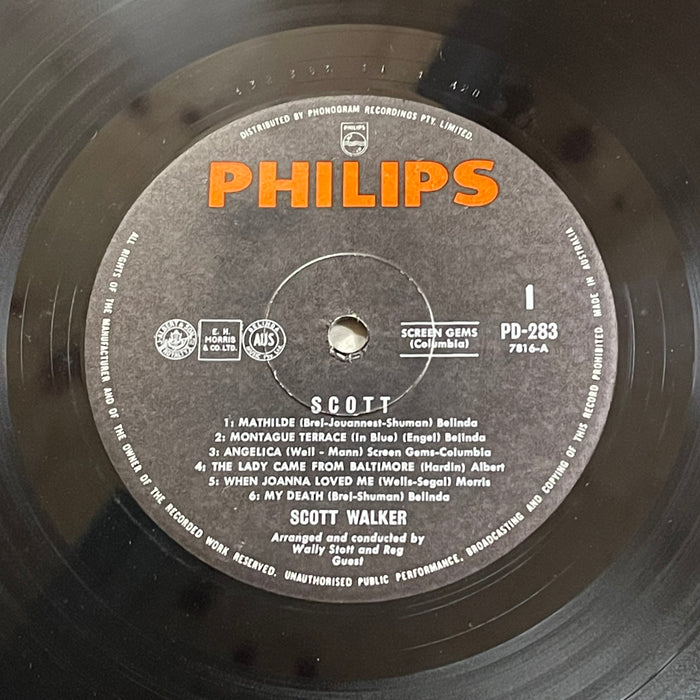 DISTRIBUTED BY PHONOGRAM RECORDINGS PTY. LIMITED.
PHILIPS
PHILIPS
1
E. H.
MORRIS
& CO. LTD.
BELINDA
AUS
MUSIC PTY. LTD.
SCREEN GEMS
(Columbia)
PD-283
7816-A
SCOTT
1: MATHILDE (Brel-Jouannest-Shuman) Belinda
2: MONTAGUE TERRACE (In Blue) (Engel) Belinda
3: ANGELICA (Well - Mann) Screen Gems-Columbia
4: THE LADY CAME FROM BALTIMORE (Hardin) Albert
5: WHEN JOANNA LOVED ME (Wells-Segal) Morris
6: MY DEATH (Brel-Shuman) Belinda
SCOTT WALKER
Arranged and conducted by
Wally Stott and Reg
Guest
ALL RIGHTS OF THE MANUFACTURER AND OF THE OWNER OF THE RECORDED WORK RESERVED. UNAUTHORISED PUBLIC PERFORMANCE, BROADCASTING AND COPYING OF THIS RECORD PROHIBITED. MADE IN AUSTRALIA